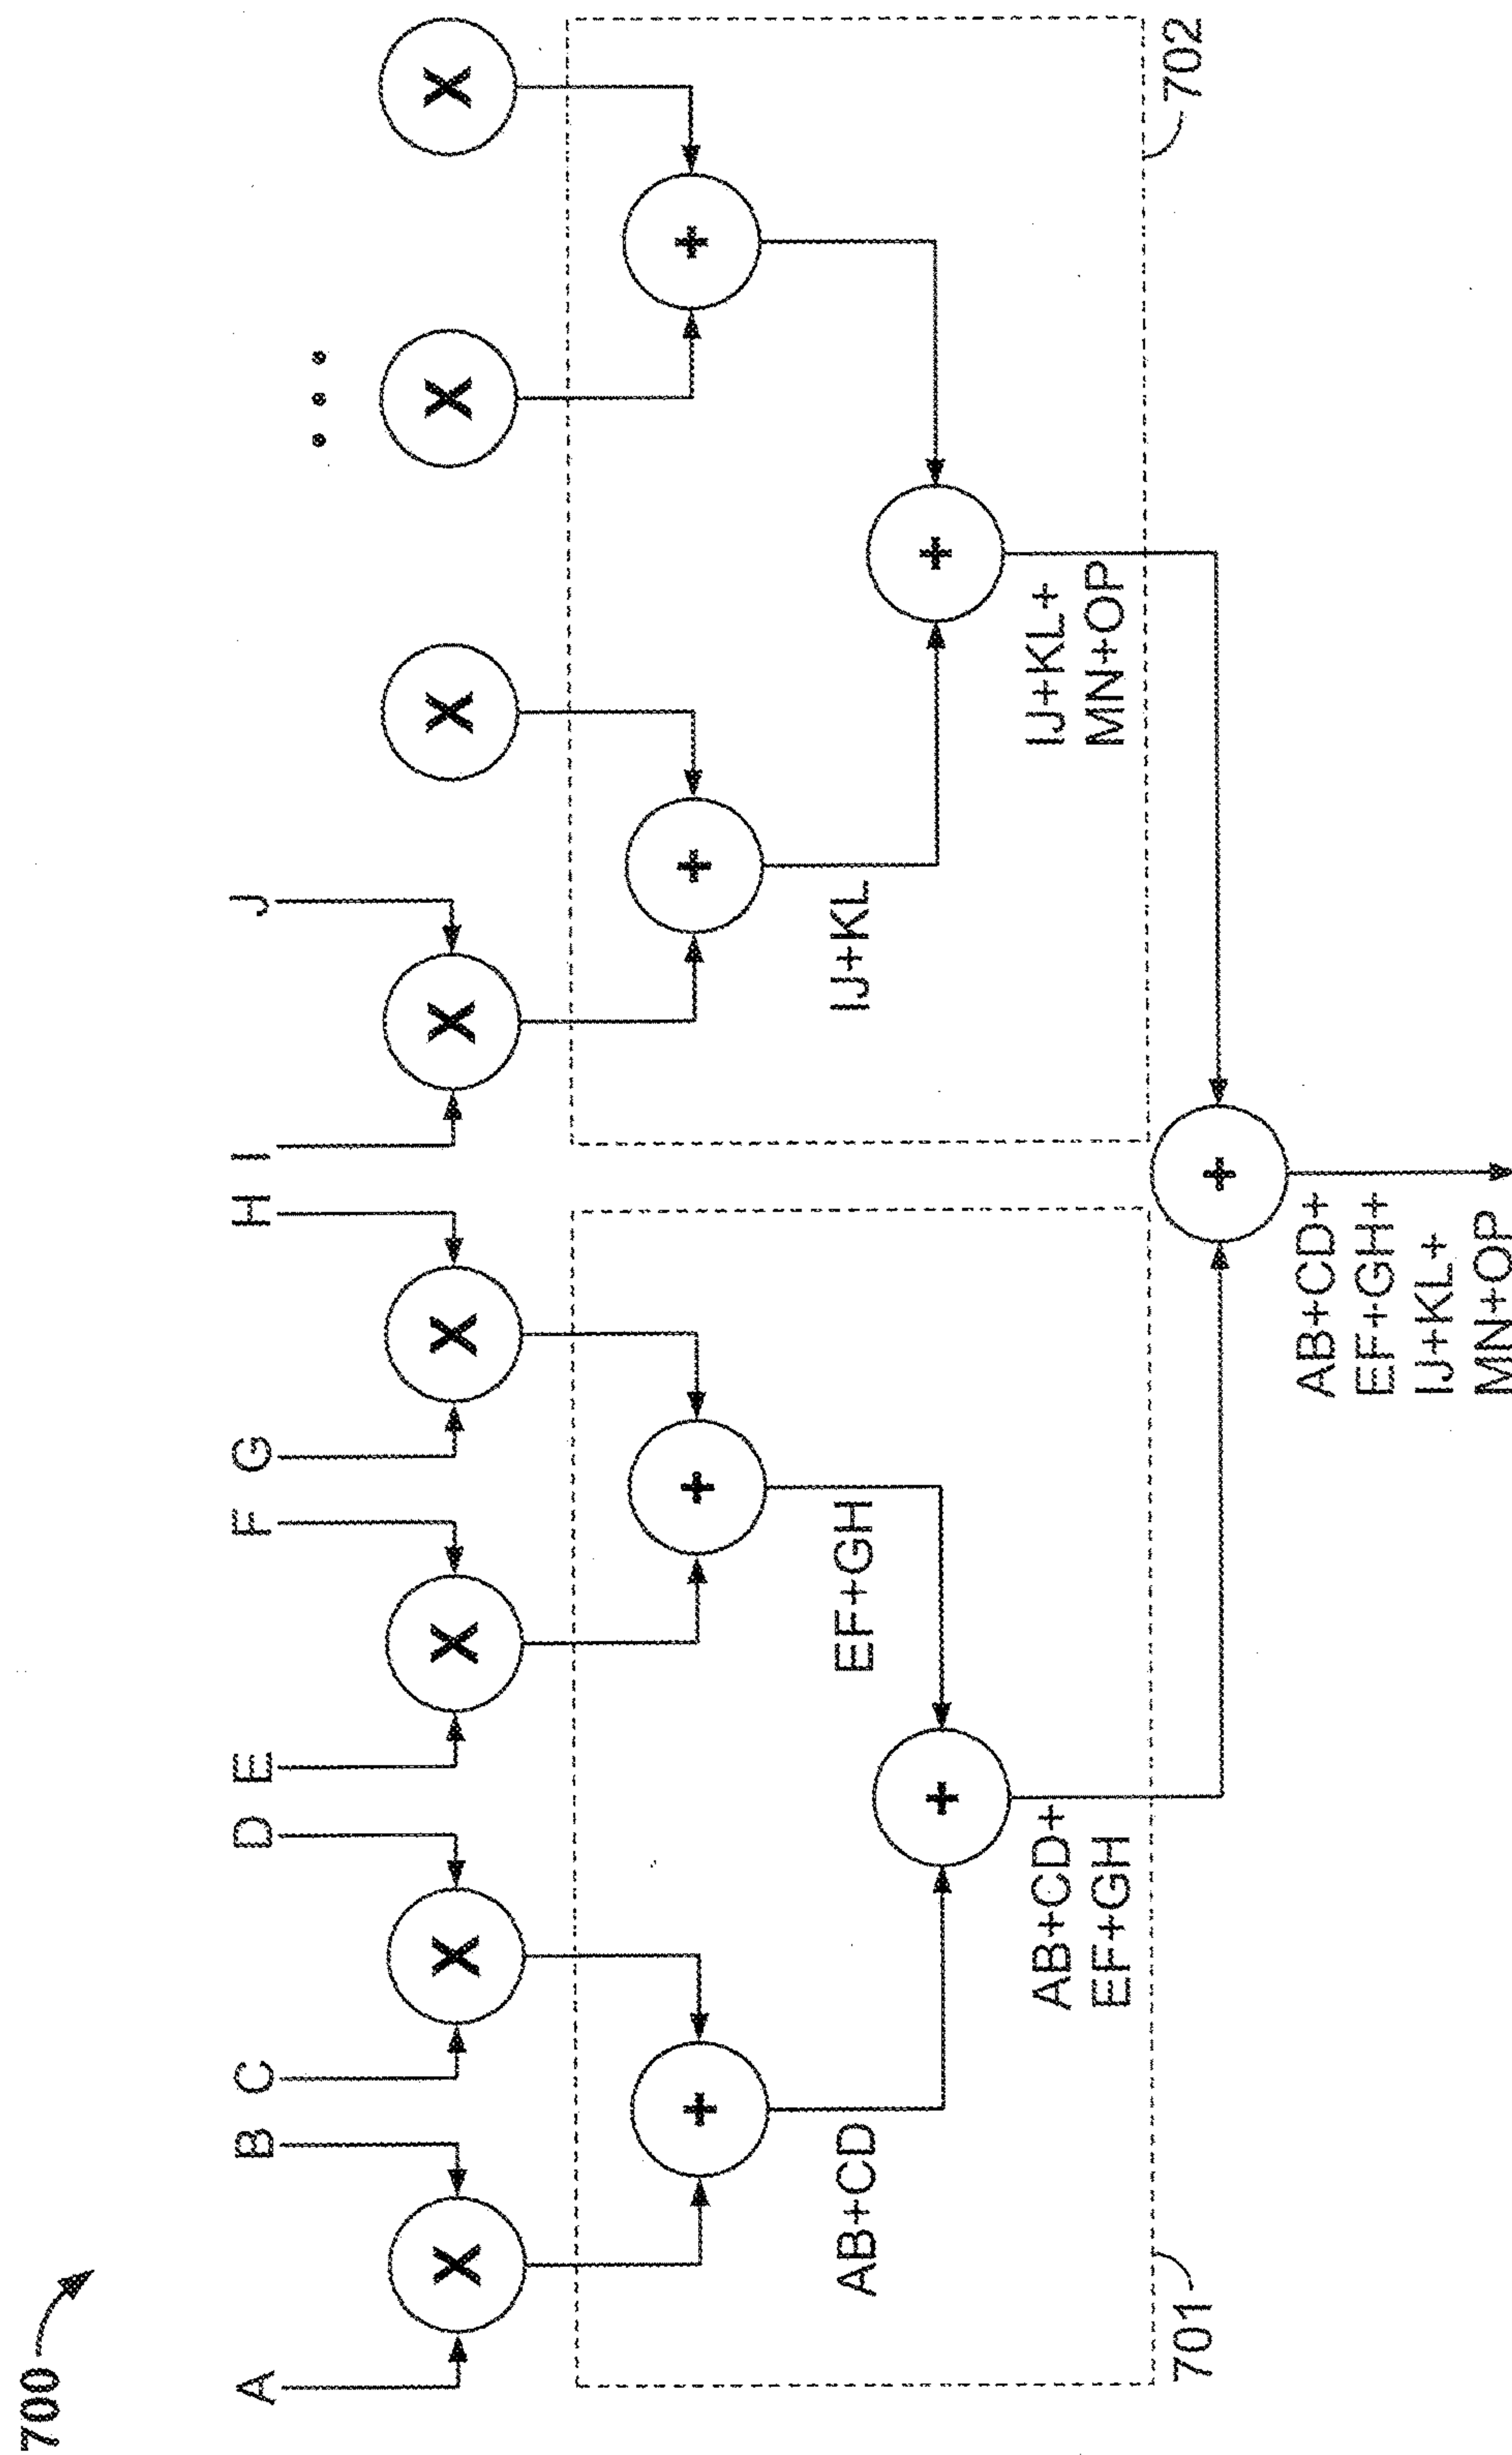 700
A
B
C
D
E
F
G
H
I
J
• • •
X
X
X
X
X
X
X
X
+
+
+
+
AB+CD
EF+GH
IJ+KL
+
+
AB+CD+
EF+GH
IJ+KL+
MN+OP
701
702
+
AB+CD+
EF+GH+
IJ+KL+
MN+OP